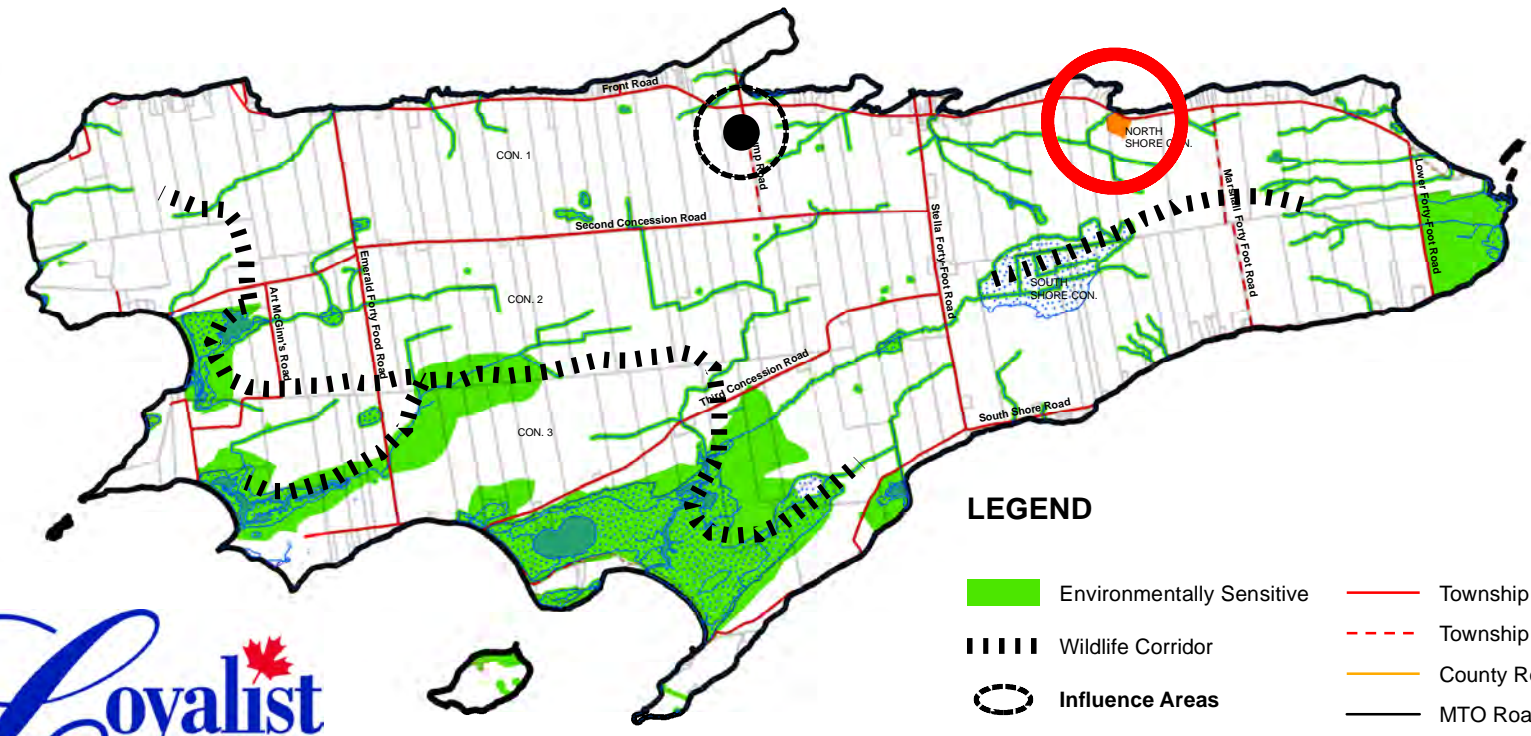 Front Road
NORTH
SHORE CON.
CON. 1
Road
Marshall Forty Foot Road
Lower Forty-Foot Road
Second Concession Road
Stella Forty-Foot Road
Emerald Forty Food Road
SOUTH
SHORE CON.
Art McGinn's Road
CON. 2
Third Concession Road
South Shore Road
CON. 3
LEGEND
Environmentally Sensitive
Wildlife Corridor
Influence Areas
Township
Township
County
MTO
Loyalist